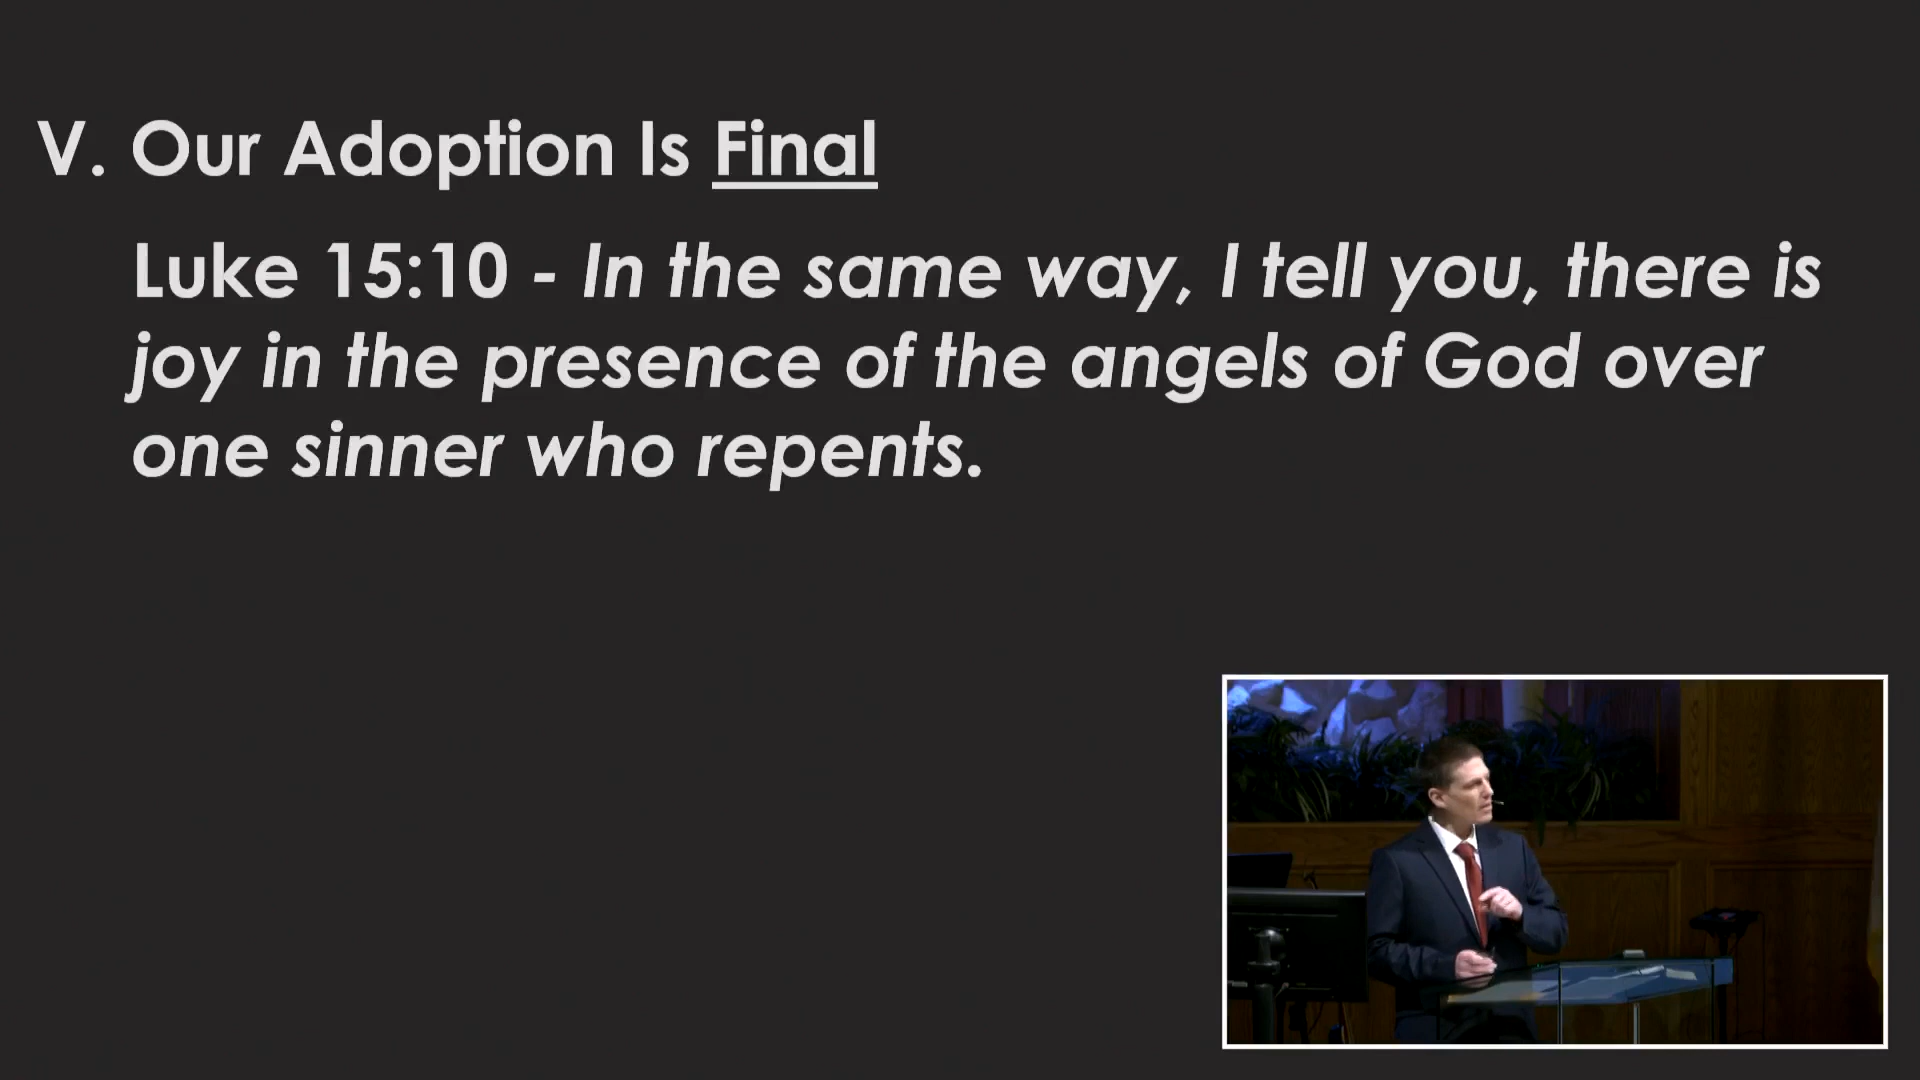 V. Our Adoption Is Final
Luke 15:10 - In the same way, I tell you, there is
joy in the presence of the angels of God over
one sinner who repents.